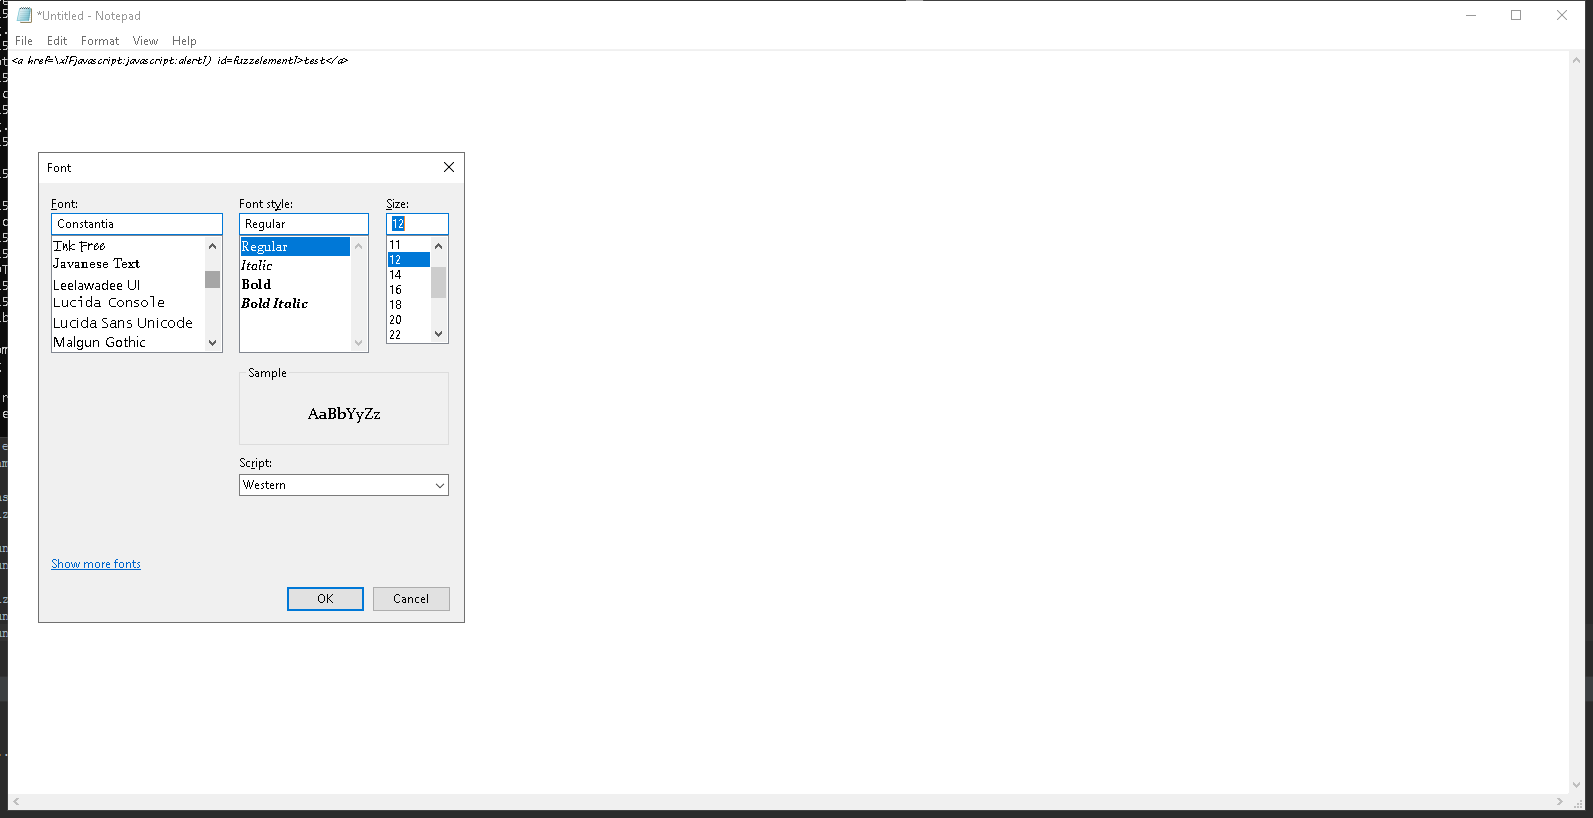 *Untitled - Notepad
File Edit Format View Help
<a href=\x1Fjavascript:javascript:alert1) id=fuzzelement1>test</a>
Font
Font: Font style: Size:
Constantia Regular 12
Ink Free Regular 11
Javanese Text Italic 12
Leelawadee UI Bold 14
Lucida Console Bold Italic 16
Lucida Sans Unicode 18
Malgun Gothic 20
22
Sample
AaBbYyZz
Script:
Western
Show more fonts
OK Cancel